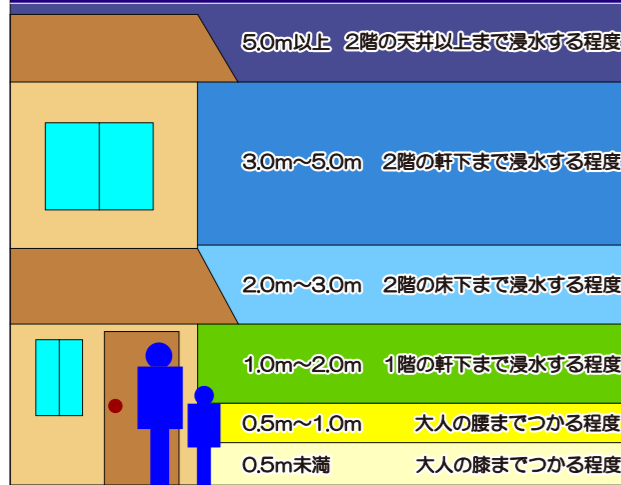 5.0m以上 2階の天井以上まで浸水する程度
3.0m～5.0m 2階の軒下まで浸水する程度
2.0m～3.0m 2階の床下まで浸水する程度
1.0m～2.0m 1階の軒下まで浸水する程度
0.5m～1.0m 大人の腰までつかる程度
0.5m未満 大人の膝までつかる程度